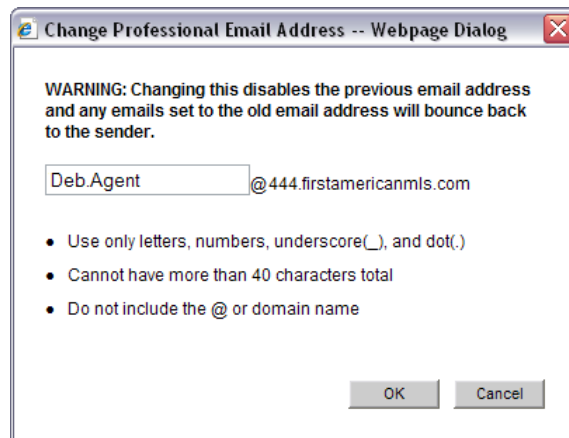 Change Professional Email Address -- Webpage Dialog
WARNING: Changing this disables the previous email address
and any emails set to the old email address will bounce back
to the sender.
Deb.Agent @444.firstamericanmls.com
• Use only letters, numbers, underscore(_), and dot(.)
• Cannot have more than 40 characters total
• Do not include the @ or domain name
OK Cancel